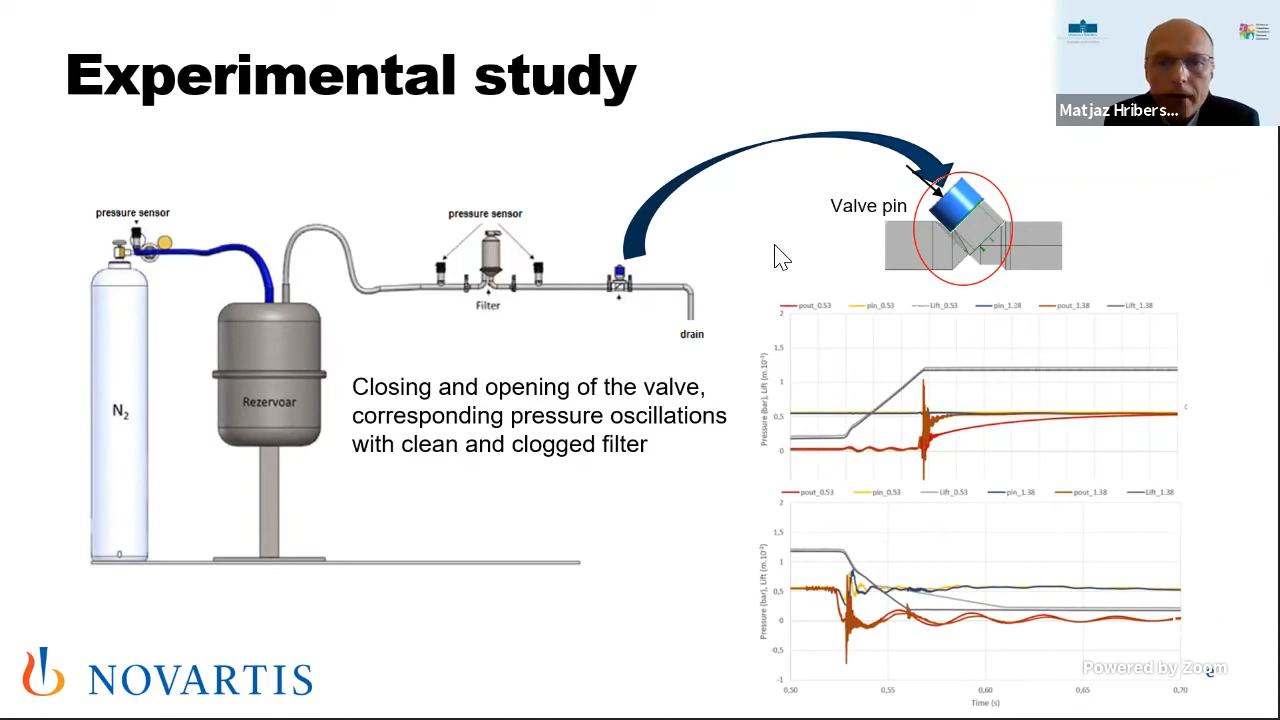 Experimental study
Matjaz Hribers...
pressure sensor
pressure sensor
Valve pin
Filter
drain
N2
Rezervoar
0
Closing and opening of the valve,
corresponding pressure oscillations
with clean and clogged filter
pout_0.53 pin_0.53 Lift_0.53 pin_1.38 pout_1.38 Lift_1.38
Pressure (bar), Lift (m.10⁻²)
2
1,5
1
0,5
0
pout_0.53 pin_0.53 Lift_0.53 pin_1.38 pout_1.38 Lift_1.38
Pressure (bar), Lift (m.10⁻²)
2
1,5
1
0,5
0
-0,5
-1
0,50 0,55 0,60 0,65 0,70
Time (s)
NOVARTIS
Powered by Zoom